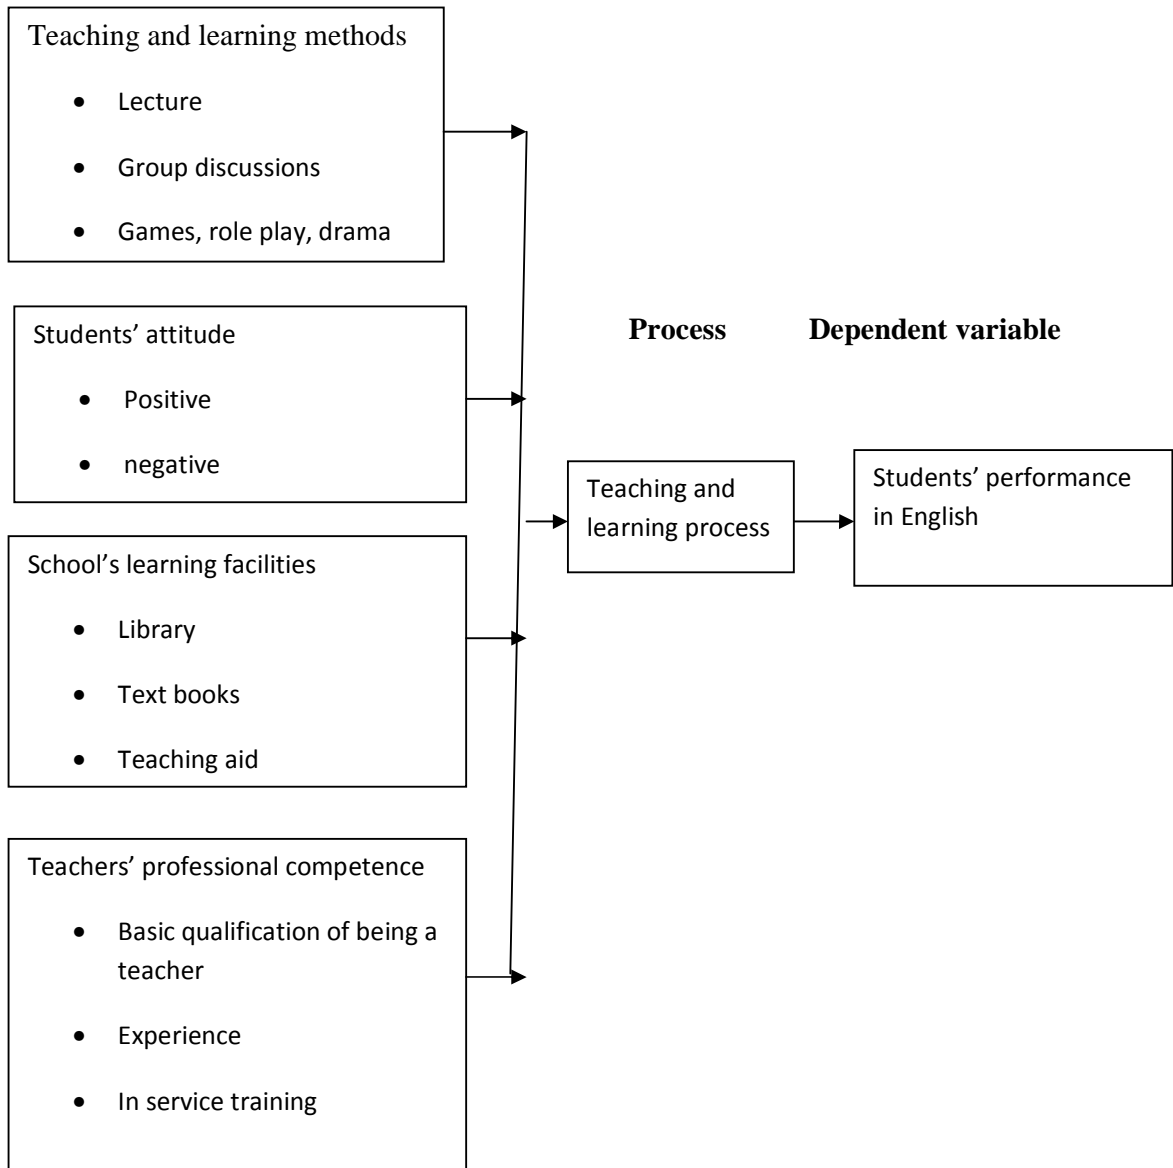 Teaching and learning methods
• Lecture
• Group discussions
• Games, role play, drama
Students’ attitude
• Positive
• negative
School’s learning facilities
• Library
• Text books
• Teaching aid
Teachers’ professional competence
• Basic qualification of being a
teacher
• Experience
• In service training
Process
Dependent variable
Teaching and
learning process
Students’ performance
in English